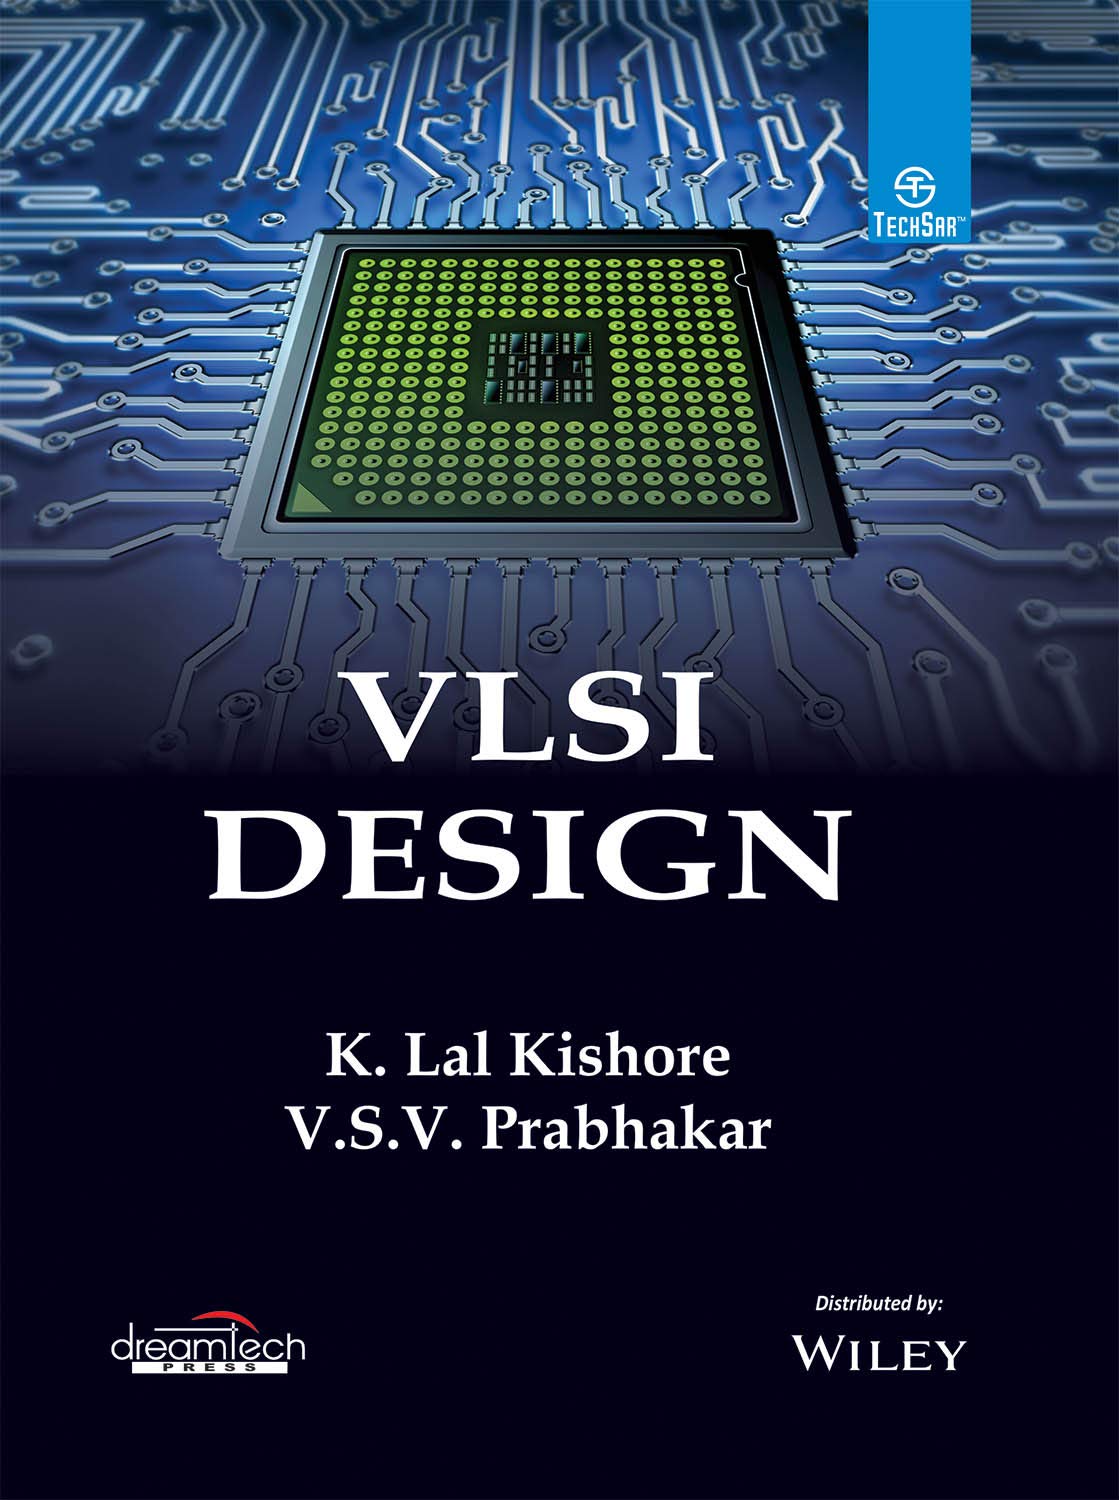 TECHSAR™
VLSI
DESIGN
K. Lal Kishore
V.S.V. Prabhakar
Distributed by:
dreamtech
PRESS
WILEY